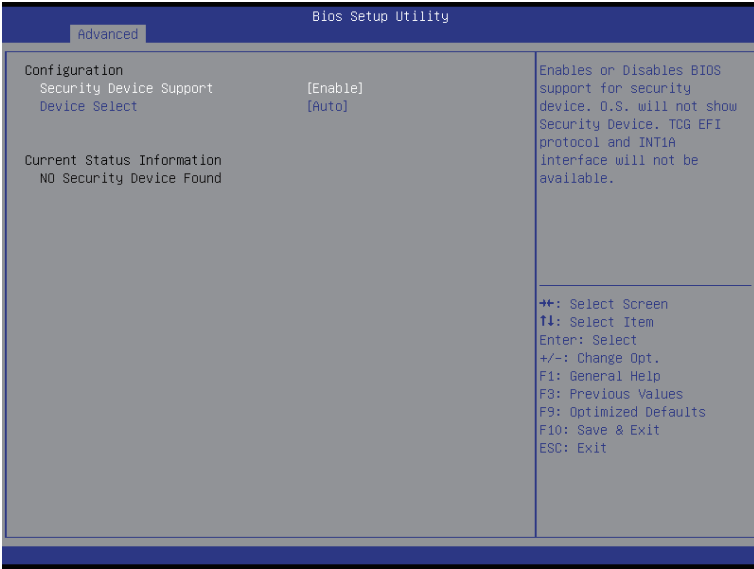 Bios Setup Utility
Advanced
Configuration
Security Device Support [Enable]
Device Select [Auto]
Current Status Information
NO Security Device Found
Enables or Disables BIOS
support for security
device. O.S. will not show
Security Device. TCG EFI
protocol and INT1A
interface will not be
available.
→←: Select Screen
↑↓: Select Item
Enter: Select
+/-: Change Opt.
F1: General Help
F3: Previous Values
F9: Optimized Defaults
F10: Save & Exit
ESC: Exit